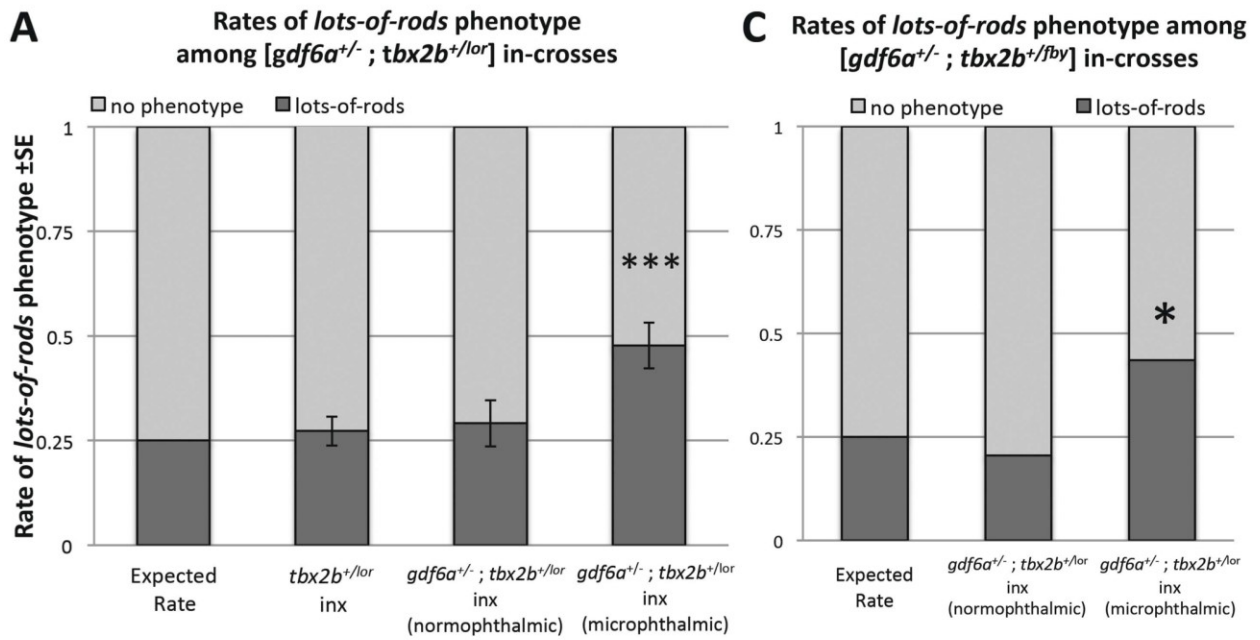 A
Rates of lots-of-rods phenotype
among [gdf6a+/- ; tbx2b+/lor] in-crosses
no phenotype lots-of-rods
Rate of lots-of-rods phenotype ±SE
1
0.75
0.5
0.25
0
***
Expected
Rate
tbx2b+/lor
inx
gdf6a+/- ; tbx2b+/lor
inx
(normophthalmic)
gdf6a+/- ; tbx2b+/lor
inx
(microphthalmic)
C
Rates of lots-of-rods phenotype among
[gdf6a+/- ; tbx2b+/fby] in-crosses
no phenotype lots-of-rods
1
0.75
0.5
0.25
0
*
Expected
Rate
gdf6a+/- ; tbx2b+/lor
inx
(normophthalmic)
gdf6a+/- ; tbx2b+/lor
inx
(microphthalmic)